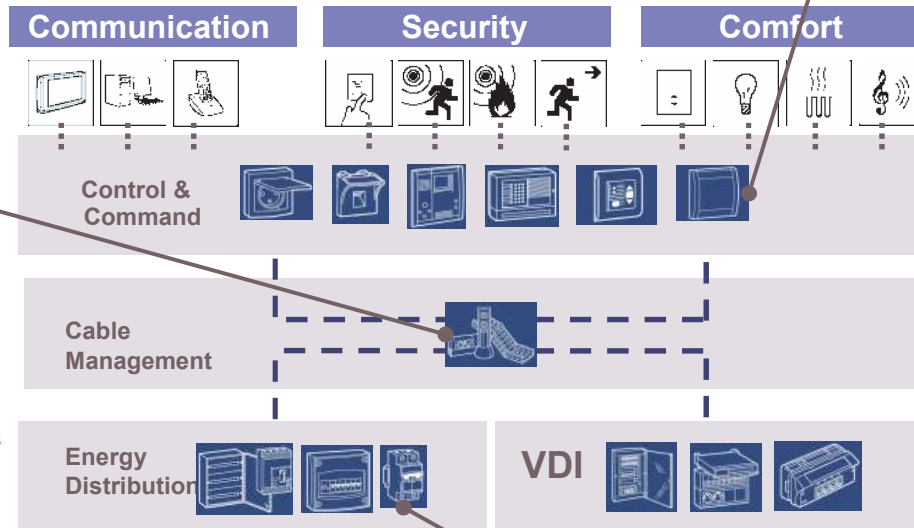 Communication
Security
Comfort
Control &
Command
Cable
Management
Energy
Distribution
VDI